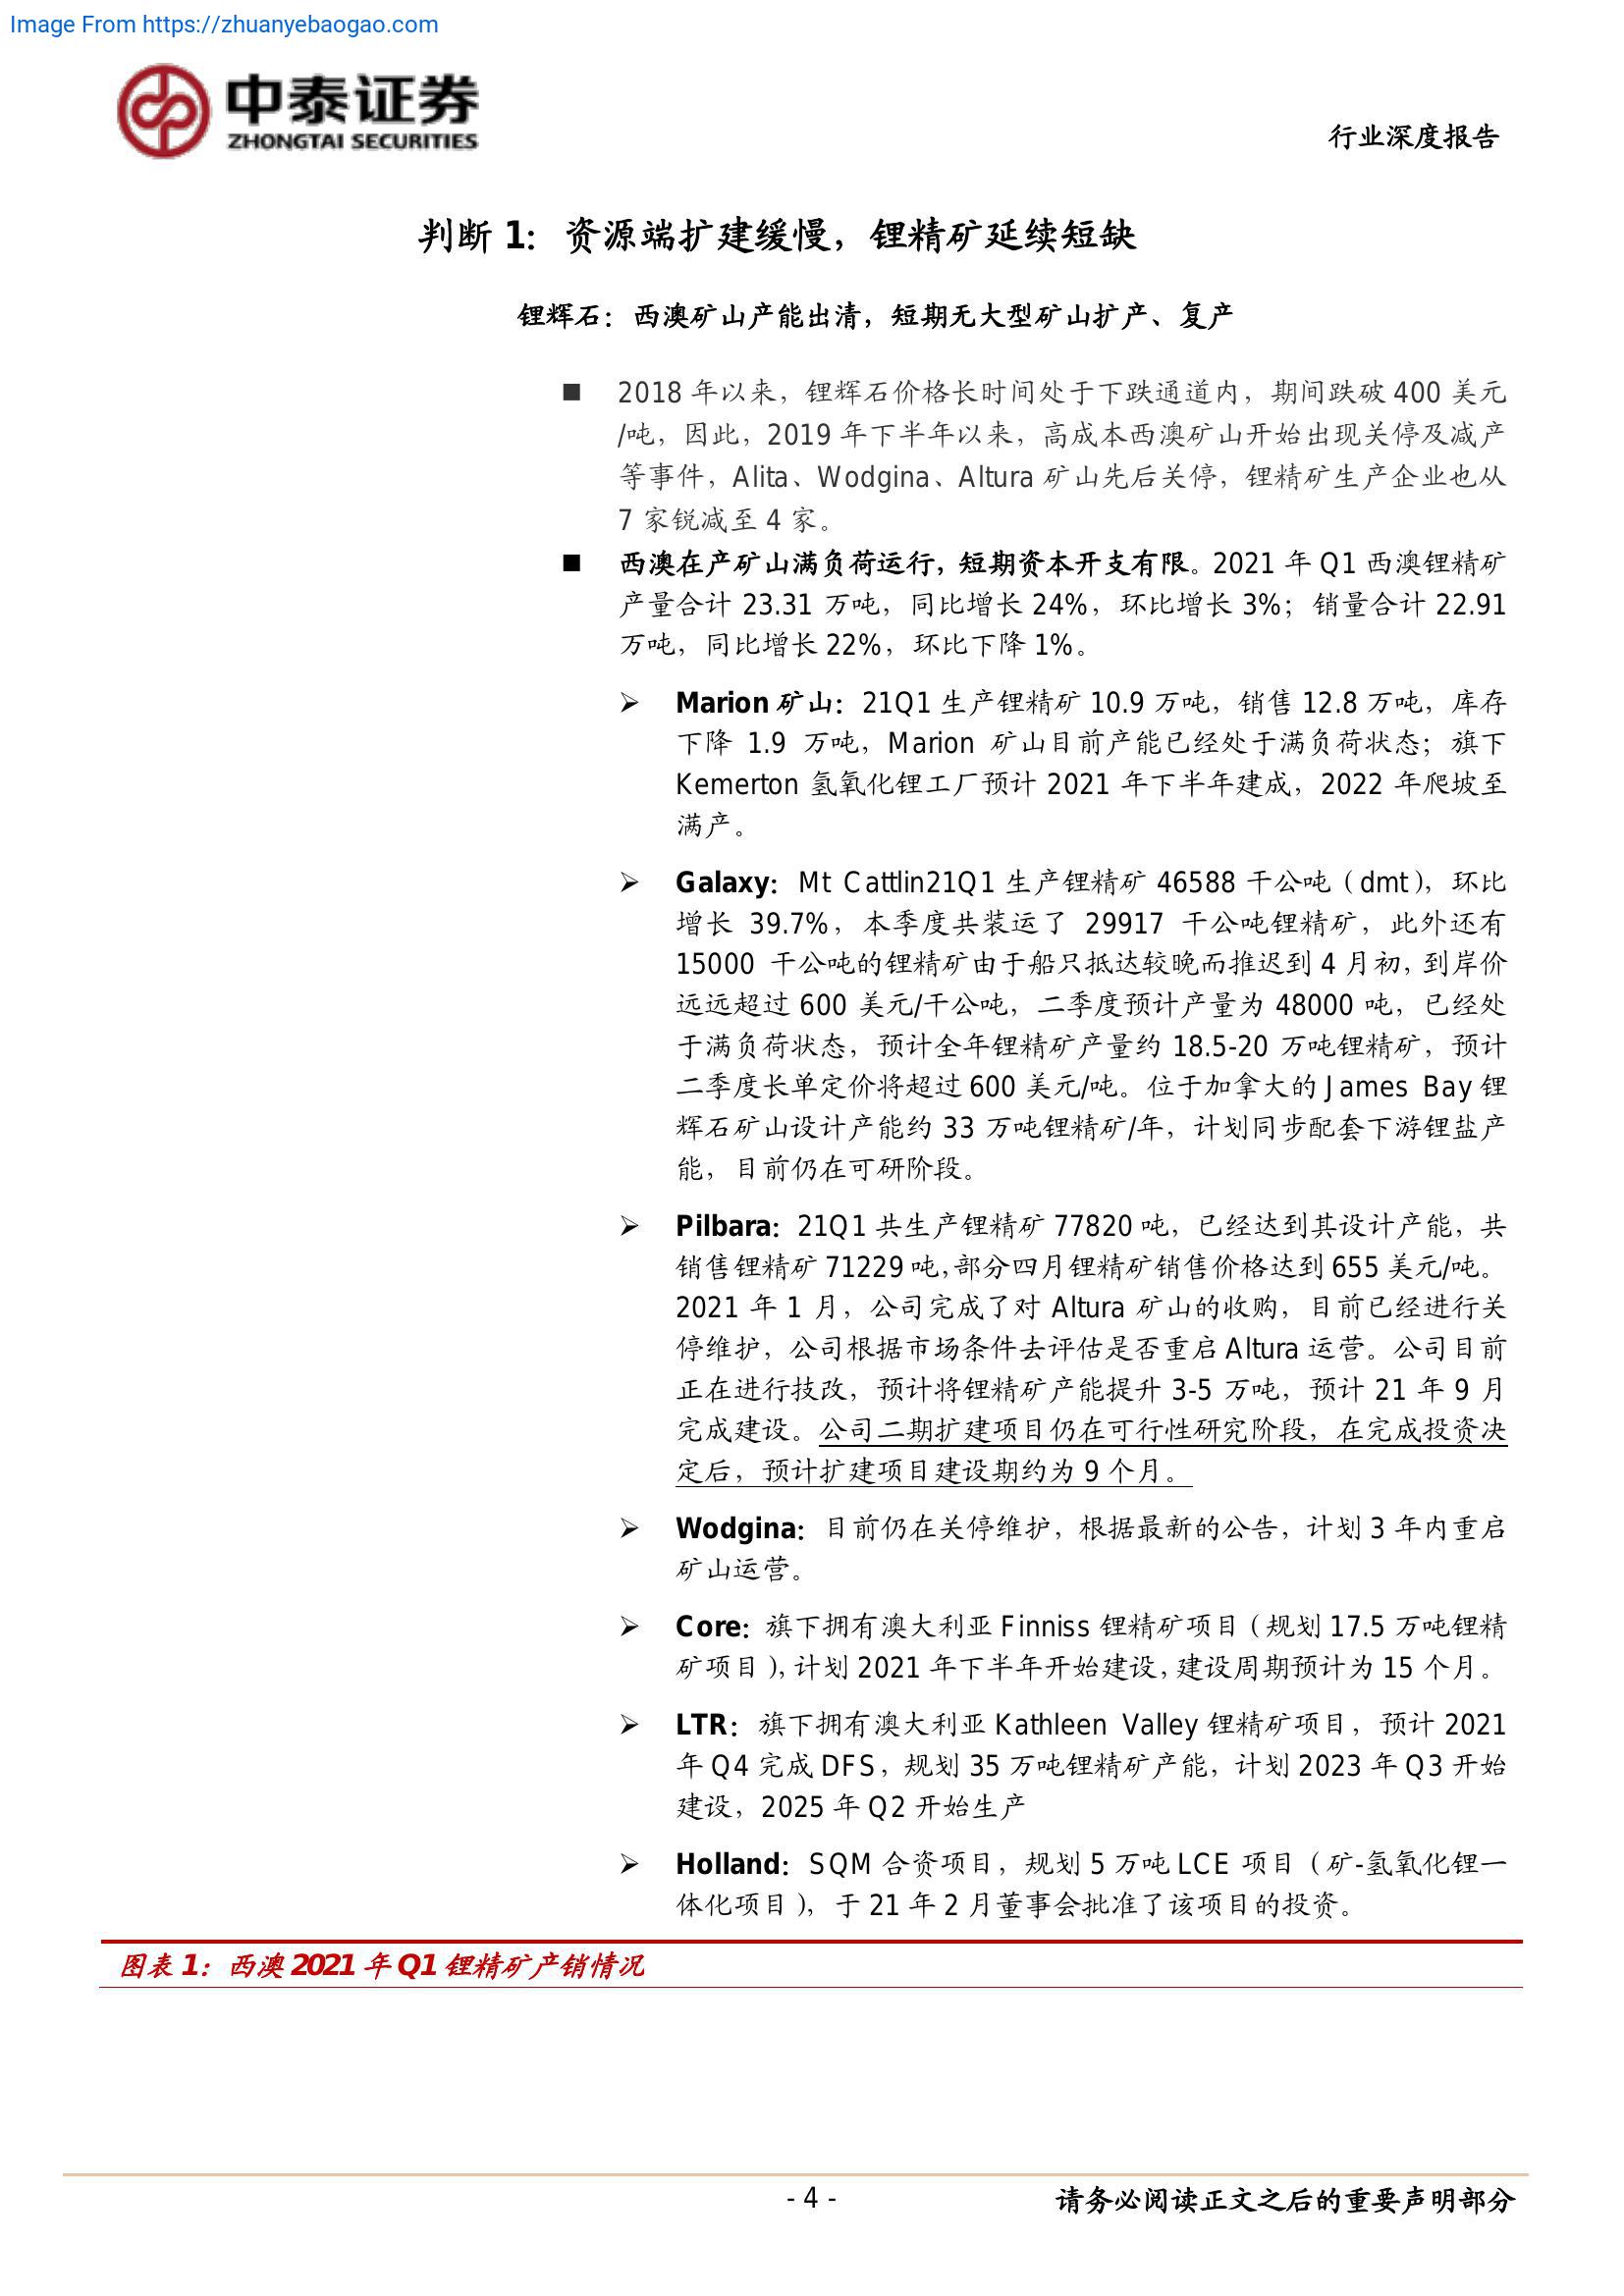 Image From https://zhuanyebaogao.com
中泰证券
ZHONGTAI SECURITIES
行业深度报告
判断 1：资源端扩建缓慢，锂精矿延续短缺
锂辉石：西澳矿山产能出清，短期无大型矿山扩产、复产
■ 2018 年以来，锂辉石价格长时间处于下跌通道内，期间跌破 400 美元
/吨，因此，2019 年下半年以来，高成本西澳矿山开始出现关停及减产
等事件，Alita、Wodgina、Altura 矿山先后关停，锂精矿生产企业也从
7 家锐减至 4 家。
■ 西澳在产矿山满负荷运行，短期资本开支有限。2021 年 Q1 西澳锂精矿
产量合计 23.31 万吨，同比增长 24%，环比增长 3%；销量合计 22.91
万吨，同比增长 22%，环比下降 1%。
➢ Marion 矿山：21Q1 生产锂精矿 10.9 万吨，销售 12.8 万吨，库存
下降 1.9 万吨，Marion 矿山目前产能已经处于满负荷状态；旗下
Kemerton 氢氧化锂工厂预计 2021 年下半年建成，2022 年爬坡至
满产。
➢ Galaxy：Mt Cattlin21Q1 生产锂精矿 46588 干公吨（dmt），环比
增长 39.7%，本季度共装运了 29917 干公吨锂精矿，此外还有
15000 干公吨的锂精矿由于船只抵达较晚而推迟到 4 月初，到岸价
远远超过 600 美元/干公吨，二季度预计产量为 48000 吨，已经处
于满负荷状态，预计全年锂精矿产量约 18.5-20 万吨锂精矿，预计
二季度长单定价将超过 600 美元/吨。位于加拿大的 James Bay 锂
辉石矿山设计产能约 33 万吨锂精矿/年，计划同步配套下游锂盐产
能，目前仍在可研阶段。
➢ Pilbara：21Q1 共生产锂精矿 77820 吨，已经达到其设计产能，共
销售锂精矿 71229 吨，部分四月锂精矿销售价格达到 655 美元/吨。
2021 年 1 月，公司完成了对 Altura 矿山的收购，目前已经进行关
停维护，公司根据市场条件去评估是否重启 Altura 运营。公司目前
正在进行技改，预计将锂精矿产能提升 3-5 万吨，预计 21 年 9 月
完成建设。公司二期扩建项目仍在可行性研究阶段，在完成投资决
定后，预计扩建项目建设期约为 9 个月。
➢ Wodgina：目前仍在关停维护，根据最新的公告，计划 3 年内重启
矿山运营。
➢ Core：旗下拥有澳大利亚 Finniss 锂精矿项目（规划 17.5 万吨锂精
矿项目），计划 2021 年下半年开始建设，建设周期预计为 15 个月。
➢ LTR：旗下拥有澳大利亚 Kathleen Valley 锂精矿项目，预计 2021
年 Q4 完成 DFS，规划 35 万吨锂精矿产能，计划 2023 年 Q3 开始
建设，2025 年 Q2 开始生产
➢ Holland：SQM 合资项目，规划 5 万吨 LCE 项目（矿-氢氧化锂一
体化项目），于 21 年 2 月董事会批准了该项目的投资。
图表 1：西澳 2021 年 Q1 锂精矿产销情况
- 4 -
请务必阅读正文之后的重要声明部分